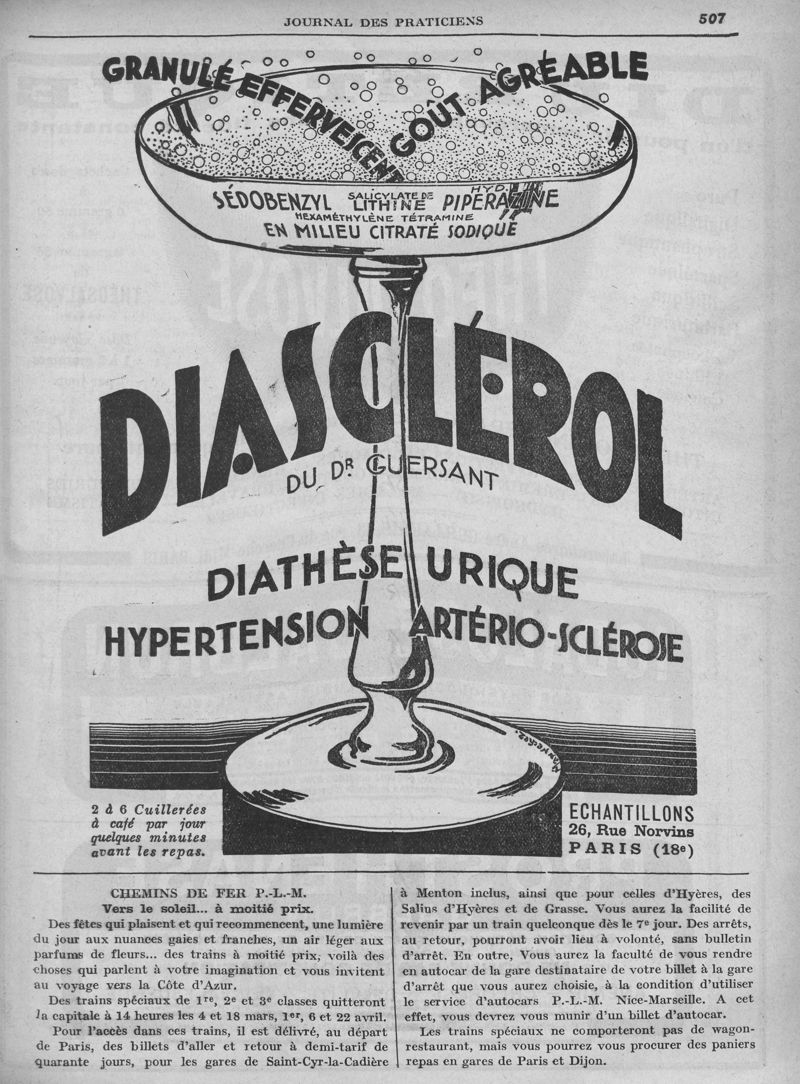 JOURNAL DES PRATICIENS
507
GRANULÉ EFFERVESCENT
GOÛT AGRÉABLE
SÉDOBENZYL SALICYLATE DE LITHINE PIPÉRAZINE HYD.
HEXAMÉTHYLÈNE TÉTRAMINE
EN MILIEU CITRATÉ SODIQUE
DIASCLÉROL
DU DR GUERSANT
DIATHÈSE URIQUE
HYPERTENSION ARTÉRIO-SCLÉROSE
2 à 6 Cuillerées
à café par jour
quelques minutes
avant les repas.
ECHANTILLONS
26, Rue Norvins
PARIS (18e)
CHEMINS DE FER P.-L.-M.
Vers le soleil... à moitié prix.
Des fêtes qui plaisent et qui recommencent, une lumière
du jour aux nuances gaies et franches, un air léger aux
parfums de fleurs... des trains à moitié prix, voilà des
choses qui parlent à votre imagination et vous invitent
au voyage vers la Côte d'Azur.
Des trains spéciaux de 1re, 2e et 3e classes quitteront
la capitale à 14 heures les 4 et 18 mars, 1er, 6 et 22 avril.
Pour l'accès dans ces trains, il est délivré, au départ
de Paris, des billets d'aller et retour à demi-tarif de
quarante jours, pour les gares de Saint-Cyr-la-Cadière
à Menton inclus, ainsi que pour celles d'Hyères, des
Salins d'Hyères et de Grasse. Vous aurez la facilité de
revenir par un train quelconque dès le 7e jour. Des arrêts,
au retour, pourront avoir lieu à volonté, sans bulletin
d'arrêt. En outre, Vous aurez la faculté de vous rendre
en autocar de la gare destinataire de votre billet à la gare
d'arrêt que vous aurez choisie, à la condition d'utiliser
le service d'autocars P.-L.-M. Nice-Marseille. A cet
effet, vous devrez vous munir d'un billet d'autocar.
Les trains spéciaux ne comporteront pas de wagon-
restaurant, mais vous pourrez vous procurer des paniers
repas en gares de Paris et Dijon.